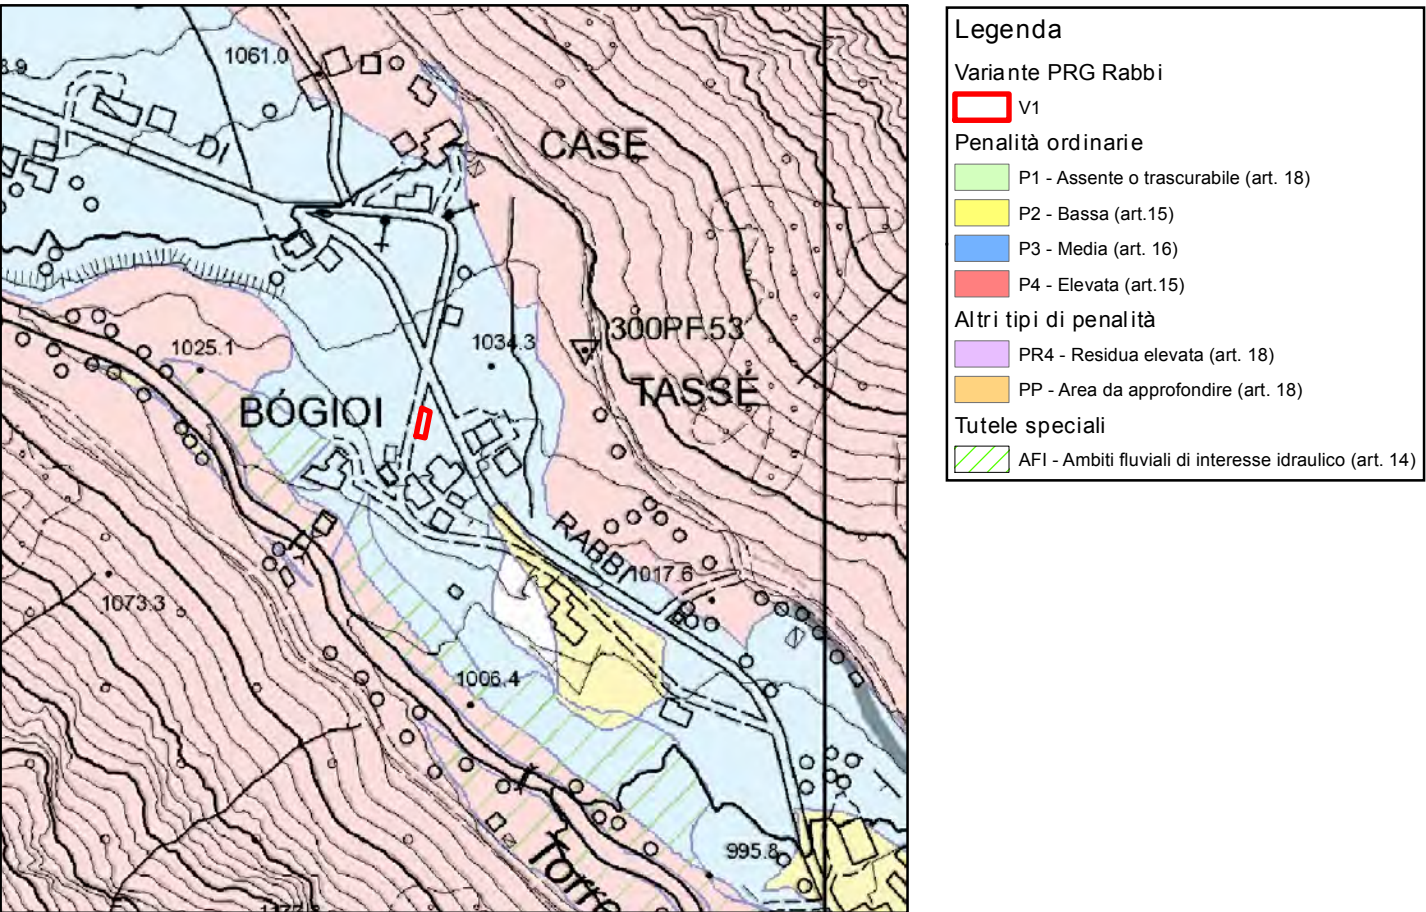 1061.0
DI
CASE
300PF.53
1034.3
TASSÉ
1025.1
BÓGIOI
RABBI
1017.6
1073.3
1006.4
995.8
Torre
Legenda
Variante PRG Rabbi
V1
Penalità ordinarie
P1 - Assente o trascurabile (art. 18)
P2 - Bassa (art.15)
P3 - Media (art. 16)
P4 - Elevata (art.15)
Altri tipi di penalità
PR4 - Residua elevata (art. 18)
PP - Area da approfondire (art. 18)
Tutele speciali
AFI - Ambiti fluviali di interesse idraulico (art. 14)